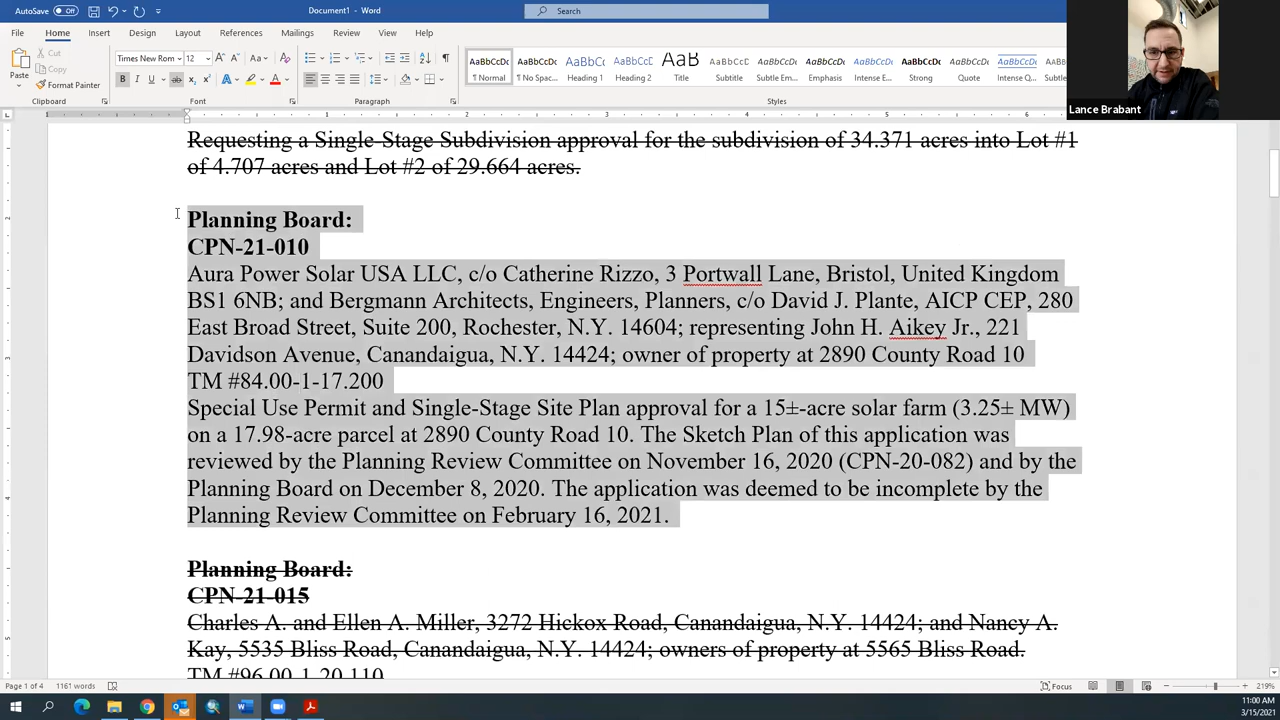 AutoSave Off
Document1 - Word
Search
File Home Insert Design Layout References Mailings Review View Help
Cut
Copy
Format Painter
Paste
Times New Rom 12
Clipboard
Font
Paragraph
Styles
AaBbCcDc AaBbCcDc AaBbCc AaBbCcD AaB AaBbCcD AaBbCcDc AaBbCcDc AaBbCcDc AaBbCcDc AaBbCcDc AaBbCcDc
¶ Normal ¶ No Spac... Heading 1 Heading 2 Title Subtitle Subtle Em... Emphasis Intense E... Strong Quote Intense Q...
Lance Brabant
Requesting a Single-Stage Subdivision approval for the subdivision of 34.371 acres into Lot #1
of 4.707 acres and Lot #2 of 29.664 acres.
Planning Board:
CPN-21-010
Aura Power Solar USA LLC, c/o Catherine Rizzo, 3 Portwall Lane, Bristol, United Kingdom
BS1 6NB; and Bergmann Architects, Engineers, Planners, c/o David J. Plante, AICP CEP, 280
East Broad Street, Suite 200, Rochester, N.Y. 14604; representing John H. Aikey Jr., 221
Davidson Avenue, Canandaigua, N.Y. 14424; owner of property at 2890 County Road 10
TM #84.00-1-17.200
Special Use Permit and Single-Stage Site Plan approval for a 15±-acre solar farm (3.25± MW)
on a 17.98-acre parcel at 2890 County Road 10. The Sketch Plan of this application was
reviewed by the Planning Review Committee on November 16, 2020 (CPN-20-082) and by the
Planning Board on December 8, 2020. The application was deemed to be incomplete by the
Planning Review Committee on February 16, 2021.
Planning Board:
CPN-21-015
Charles A. and Ellen A. Miller, 3272 Hickox Road, Canandaigua, N.Y. 14424; and Nancy A.
Kay, 5535 Bliss Road, Canandaigua, N.Y. 14424; owners of property at 5565 Bliss Road.
TM #96.00-1-20.110
Page 1 of 4 1161 words
Focus
219%
11:00 AM
3/15/2021